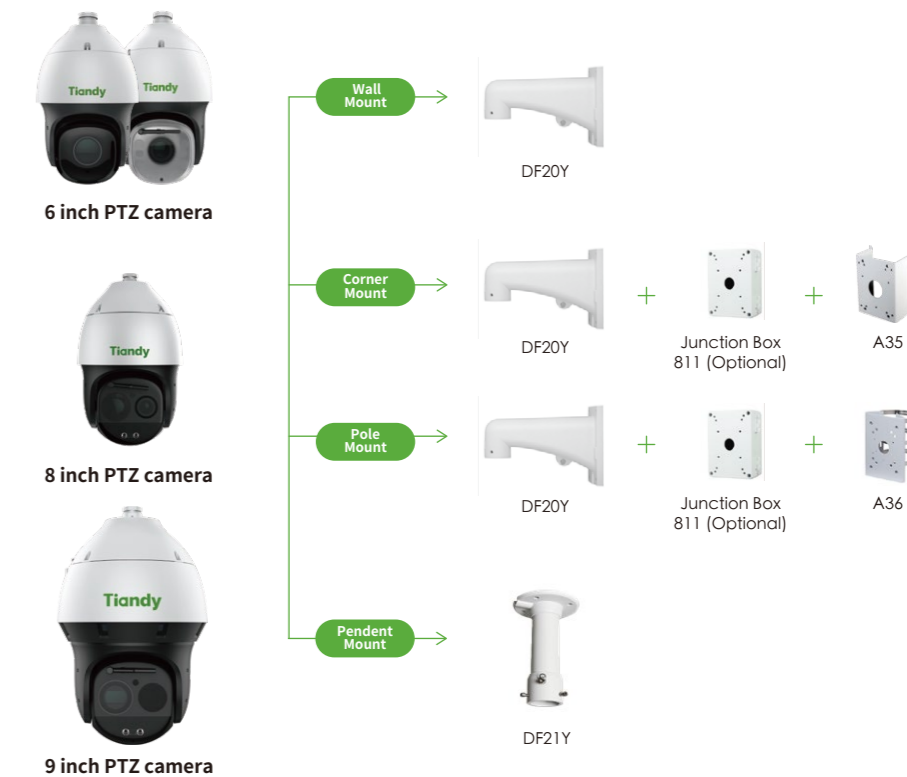 Tiandy
Tiandy
6 inch PTZ camera
Tiandy
8 inch PTZ camera
Tiandy
9 inch PTZ camera
Wall
Mount
DF20Y
Corner
Mount
DF20Y
+
Junction Box
811 (Optional)
+
A35
Pole
Mount
DF20Y
+
Junction Box
811 (Optional)
+
A36
Pendent
Mount
DF21Y